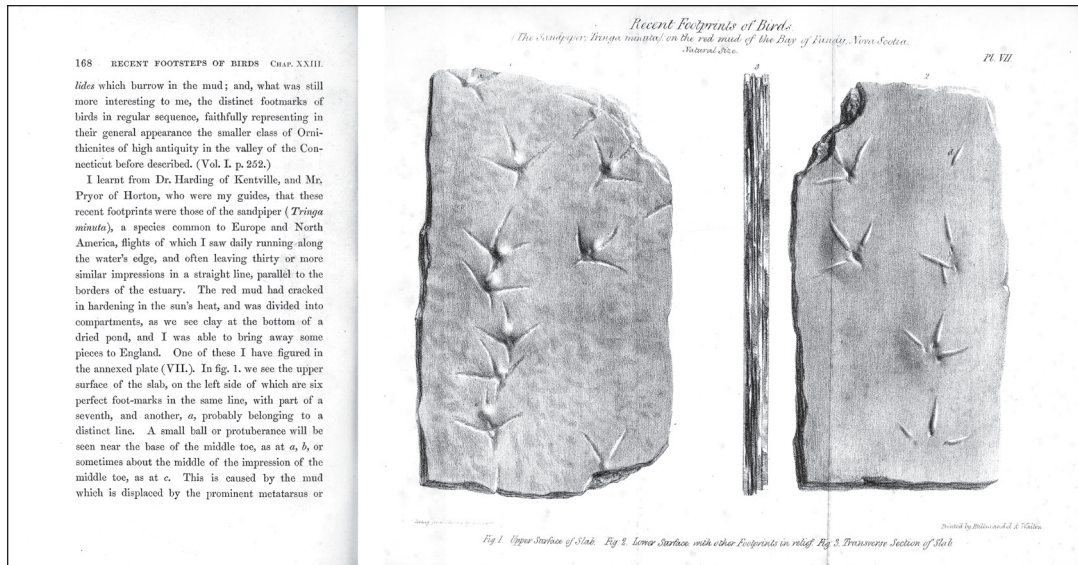 168 RECENT FOOTSTEPS OF BIRDS CHAP. XXIII.
lides which burrow in the mud; and, what was still
more interesting to me, the distinct footmarks of
birds in regular sequence, faithfully representing in
their general appearance the smaller class of Orni-
thicnites of high antiquity in the valley of the Con-
necticut before described. (Vol. I. p. 252.)
I learnt from Dr. Harding of Kentville, and Mr.
Pryor of Horton, who were my guides, that these
recent footprints were those of the sandpiper (Tringa
minuta), a species common to Europe and North
America, flights of which I saw daily running along
the water's edge, and often leaving thirty or more
similar impressions in a straight line, parallel to the
borders of the estuary. The red mud had cracked
in hardening in the sun's heat, and was divided into
compartments, as we see clay at the bottom of a
dried pond, and I was able to bring away some
pieces to England. One of these I have figured in
the annexed plate (VII.). In fig. 1. we see the upper
surface of the slab, on the left side of which are six
perfect foot-marks in the same line, with part of a
seventh, and another, a, probably belonging to a
distinct line. A small ball or protuberance will be
seen near the base of the middle toe, as at a, b, or
sometimes about the middle of the impression of the
middle toe, as at c. This is caused by the mud
which is displaced by the prominent metatarsus or
Recent Footprints of Birds.
(The Sandpiper, Tringa minuta) on the red mud of the Bay of Fundy, Nova Scotia.
Natural Size.
Pl. VII
3
2
d
Printed by Hullmandel & Walton
Fig 1. Upper Surface of Slab. Fig 2. Lower Surface with other Footprints in relief. Fig 3. Transverse Section of Slab